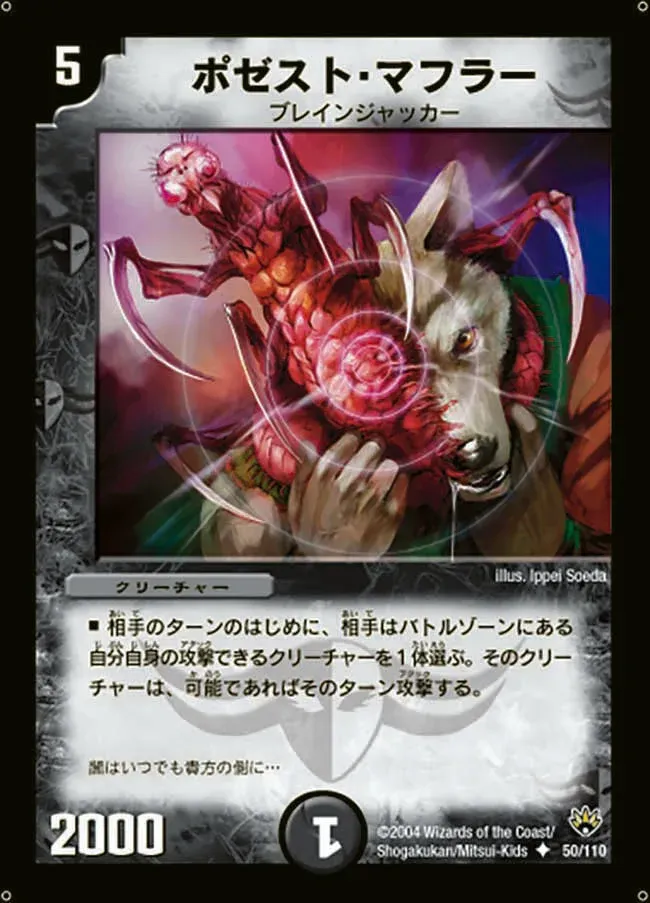 5
ポゼスト・マフラー
ブレインジャッカー
illus. Ippei Soeda
クリーチャー
■ 相手のターンのはじめに、相手はバトルゾーンにある
自分自身の攻撃できるクリーチャーを1体選ぶ。そのクリ
ーチャーは、可能であればそのターン攻撃する。
闇はいつでも貴方の側に…
2000
1
©2004 Wizards of the Coast/
Shogakukan/Mitsui-Kids ✦ 50/110